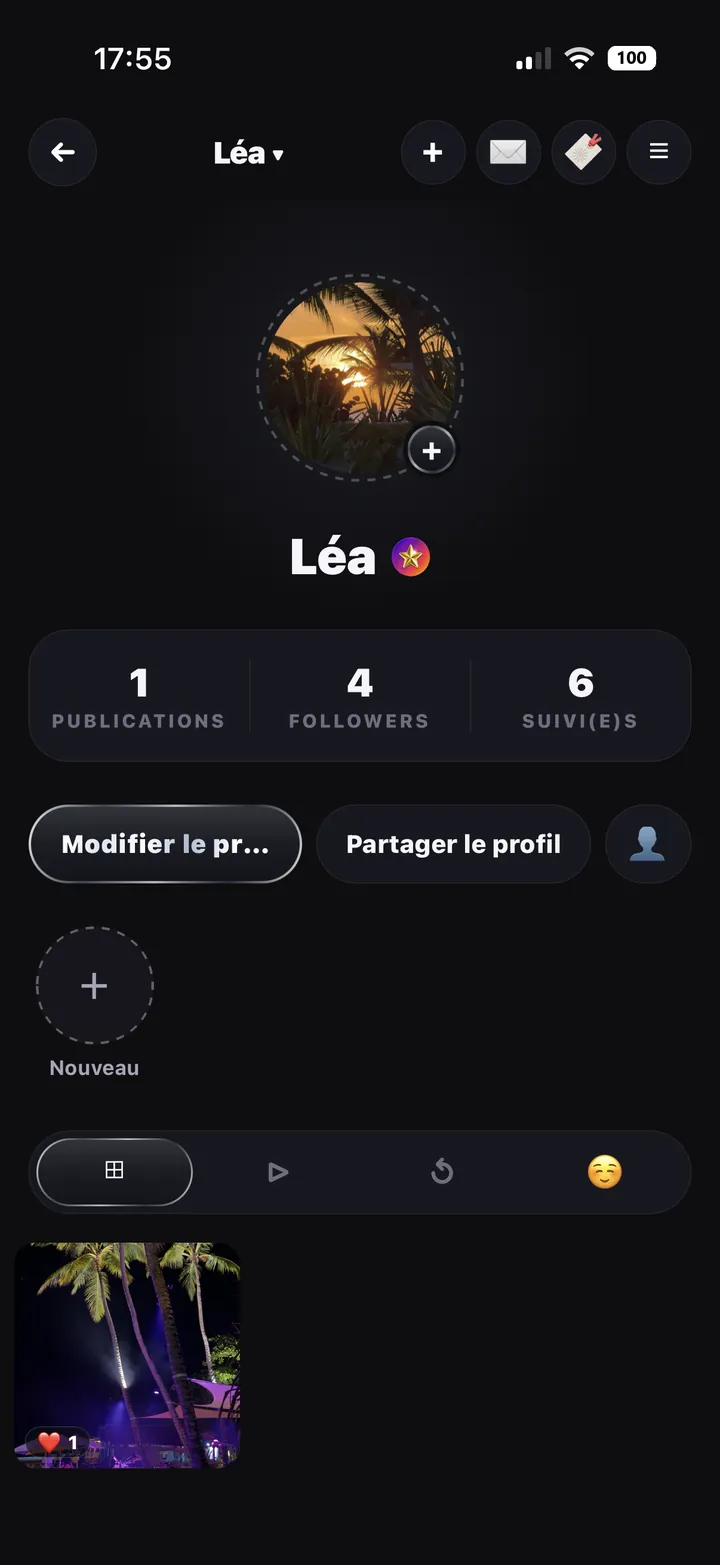 17:55
100
Léa ▾
Léa
1
PUBLICATIONS
4
FOLLOWERS
6
SUIVI(E)S
Modifier le pr...
Partager le profil
Nouveau
1